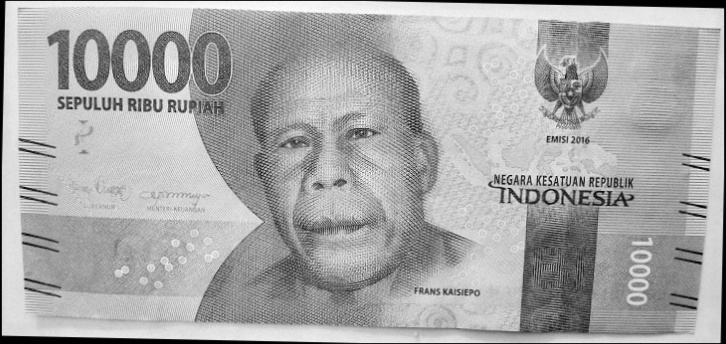 10000
SEPULUH RIBU RUPIAH
EMISI 2016
NEGARA KESATUAN REPUBLIK
INDONESIA
GUBERNUR
MENTERI KEUANGAN
FRANS KAISIEPO
10000